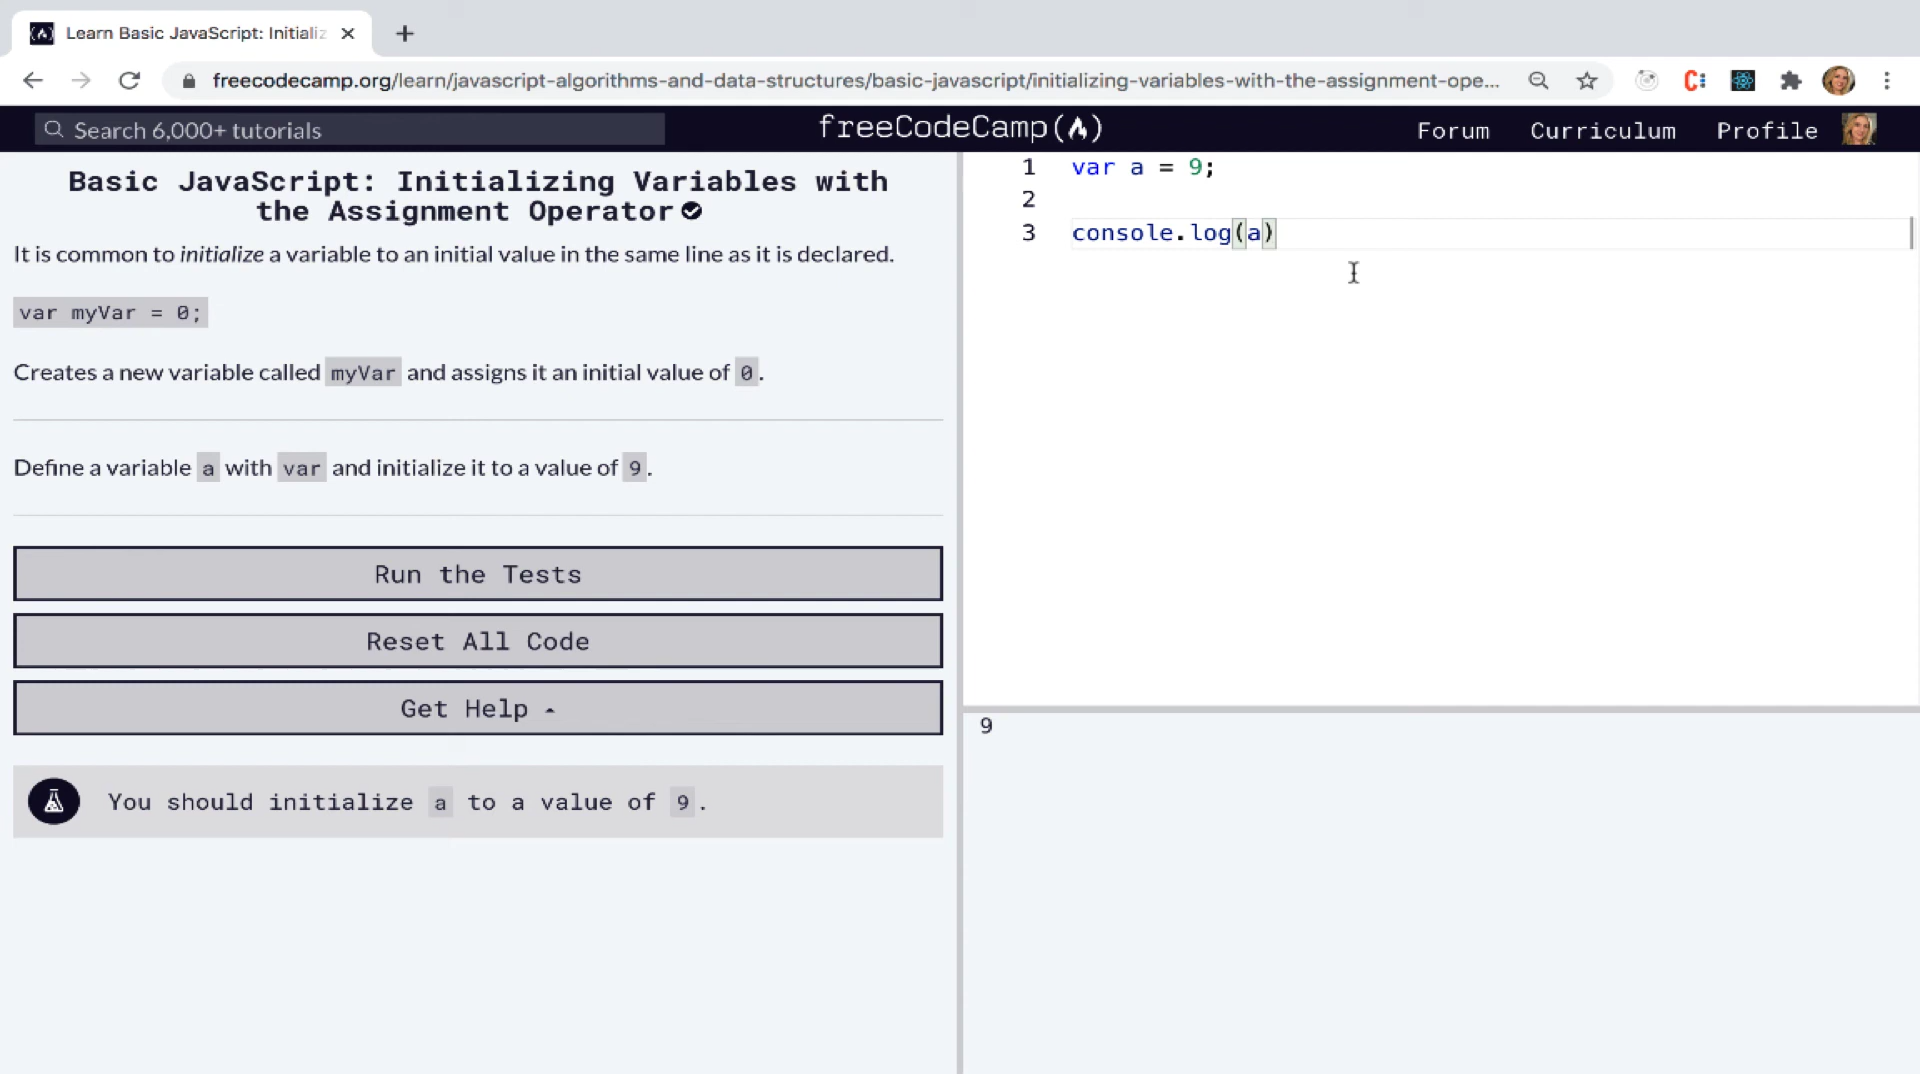 Learn Basic JavaScript: Initializ
freecodecamp.org/learn/javascript-algorithms-and-data-structures/basic-javascript/initializing-variables-with-the-assignment-ope...
Search 6,000+ tutorials
freeCodeCamp
Forum
Curriculum
Profile
Basic JavaScript: Initializing Variables with
the Assignment Operator
It is common to initialize a variable to an initial value in the same line as it is declared.
var myVar = 0;
Creates a new variable called myVar and assigns it an initial value of 0.
Define a variable a with var and initialize it to a value of 9.
Run the Tests
Reset All Code
Get Help
You should initialize a to a value of 9.
1 var a = 9;
2
3 console.log(a)
9